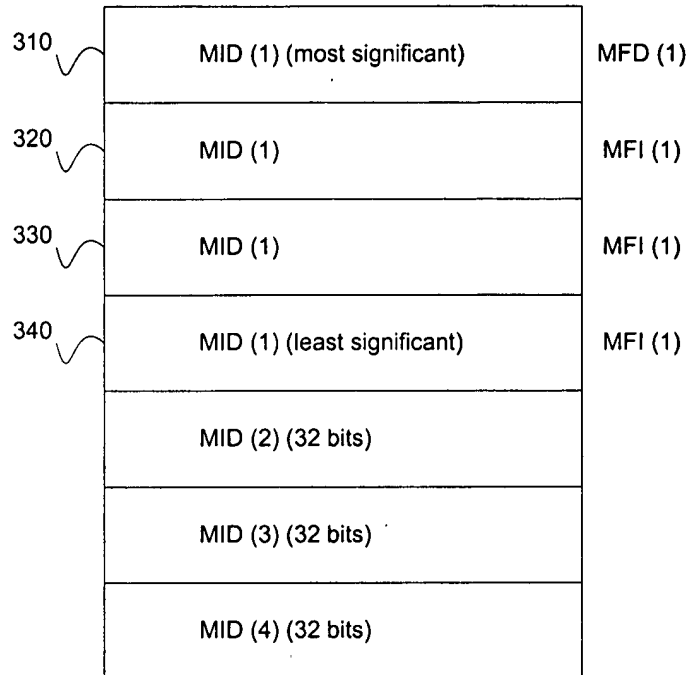 310 MID (1) (most significant) MFD (1)
320 MID (1) MFI (1)
330 MID (1) MFI (1)
340 MID (1) (least significant) MFI (1)
MID (2) (32 bits)
MID (3) (32 bits)
MID (4) (32 bits)